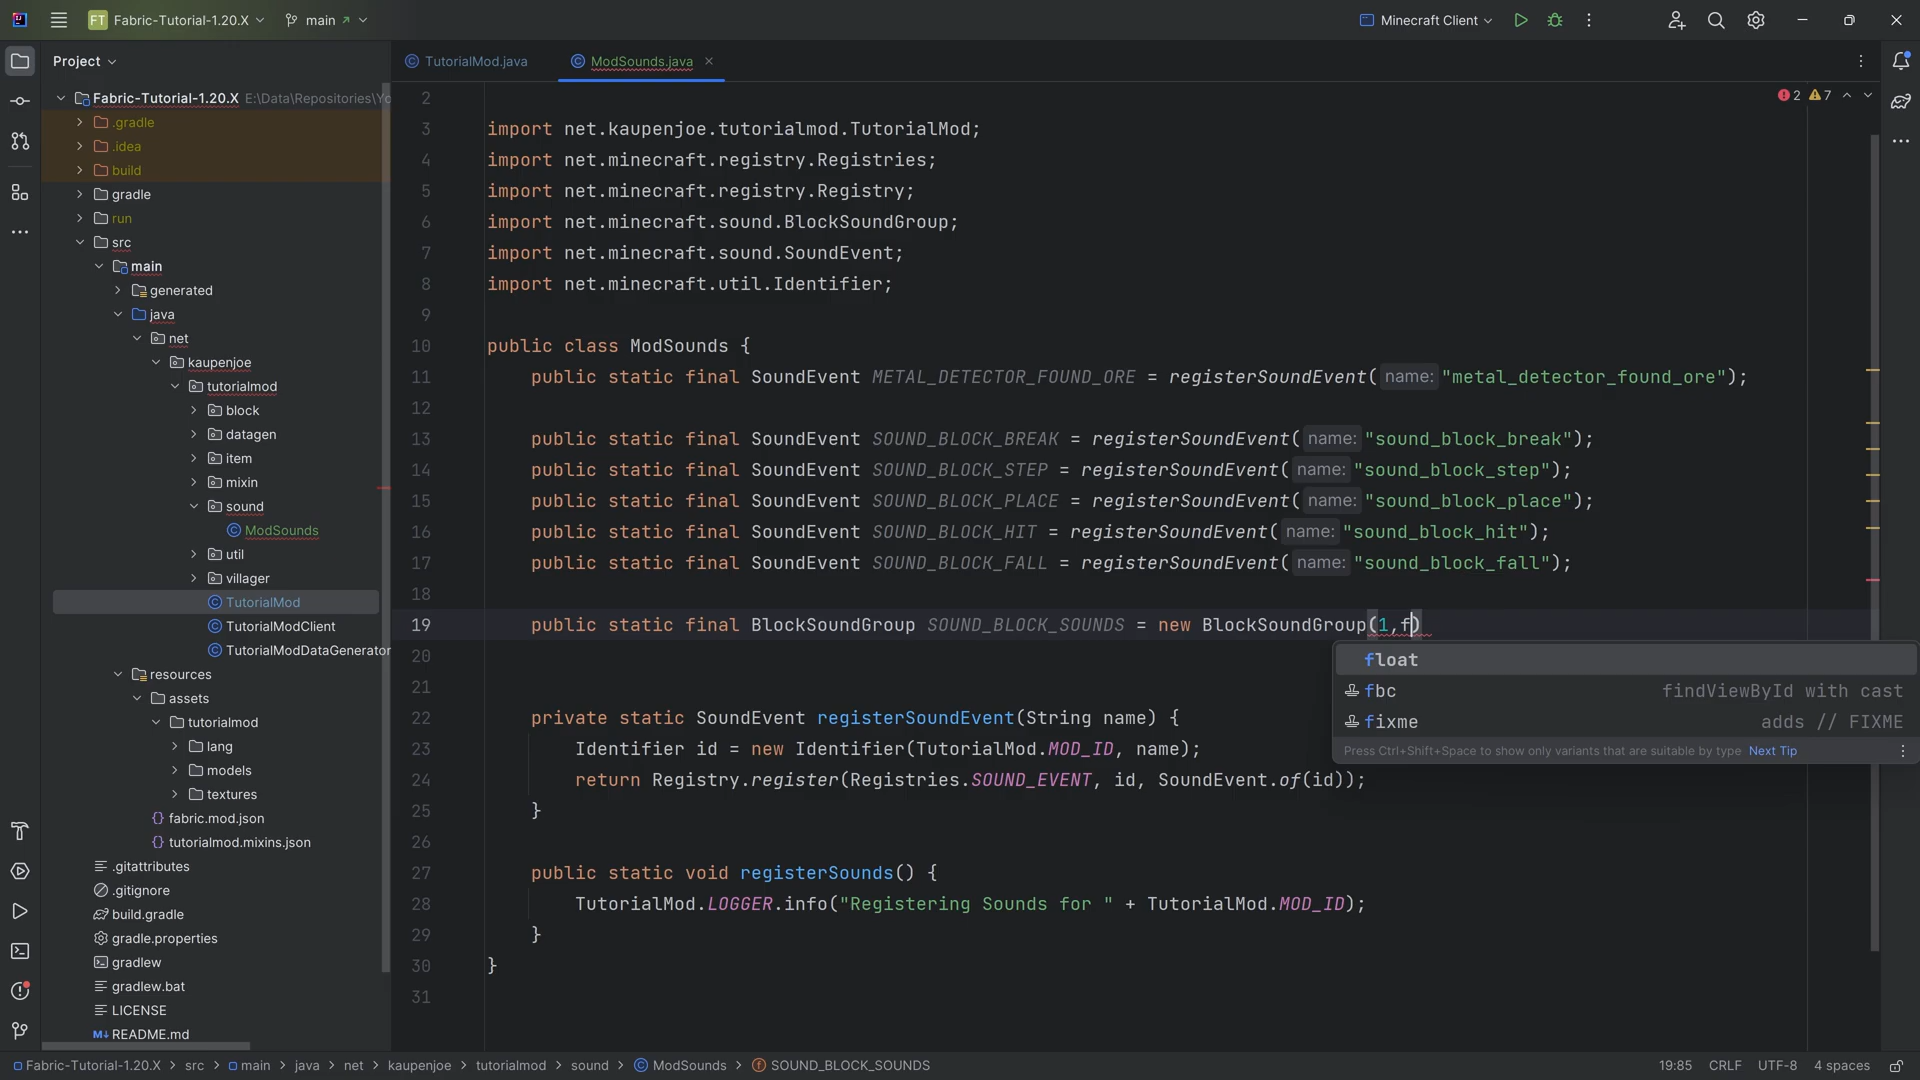 FT Fabric-Tutorial-1.20.X main Minecraft Client
Project
TutorialMod.java
ModSounds.java
2 7
Fabric-Tutorial-1.20.X E:\Data\Repositories\Yo
.gradle
.idea
build
gradle
run
src
main
generated
java
net
kaupenjoe
tutorialmod
block
datagen
item
mixin
sound
ModSounds
util
villager
TutorialMod
TutorialModClient
TutorialModDataGenerator
resources
assets
tutorialmod
lang
models
textures
fabric.mod.json
tutorialmod.mixins.json
.gitattributes
.gitignore
build.gradle
gradle.properties
gradlew
gradlew.bat
LICENSE
M↓ README.md
2
3 import net.kaupenjoe.tutorialmod.TutorialMod;
4 import net.minecraft.registry.Registries;
5 import net.minecraft.registry.Registry;
6 import net.minecraft.sound.BlockSoundGroup;
7 import net.minecraft.sound.SoundEvent;
8 import net.minecraft.util.Identifier;
9
10 public class ModSounds {
11 public static final SoundEvent METAL_DETECTOR_FOUND_ORE = registerSoundEvent( name: "metal_detector_found_ore");
12
13 public static final SoundEvent SOUND_BLOCK_BREAK = registerSoundEvent( name: "sound_block_break");
14 public static final SoundEvent SOUND_BLOCK_STEP = registerSoundEvent( name: "sound_block_step");
15 public static final SoundEvent SOUND_BLOCK_PLACE = registerSoundEvent( name: "sound_block_place");
16 public static final SoundEvent SOUND_BLOCK_HIT = registerSoundEvent( name: "sound_block_hit");
17 public static final SoundEvent SOUND_BLOCK_FALL = registerSoundEvent( name: "sound_block_fall");
18
19 public static final BlockSoundGroup SOUND_BLOCK_SOUNDS = new BlockSoundGroup(1,f)
20
21
22 private static SoundEvent registerSoundEvent(String name) {
23 Identifier id = new Identifier(TutorialMod.MOD_ID, name);
24 return Registry.register(Registries.SOUND_EVENT, id, SoundEvent.of(id));
25 }
26
27 public static void registerSounds() {
28 TutorialMod.LOGGER.info("Registering Sounds for " + TutorialMod.MOD_ID);
29 }
30 }
31
float
fbc findViewById with cast
fixme adds // FIXME
Press Ctrl+Shift+Space to show only variants that are suitable by type Next Tip
Fabric-Tutorial-1.20.X > src > main > java > net > kaupenjoe > tutorialmod > sound > ModSounds > SOUND_BLOCK_SOUNDS 19:85 CRLF UTF-8 4 spaces